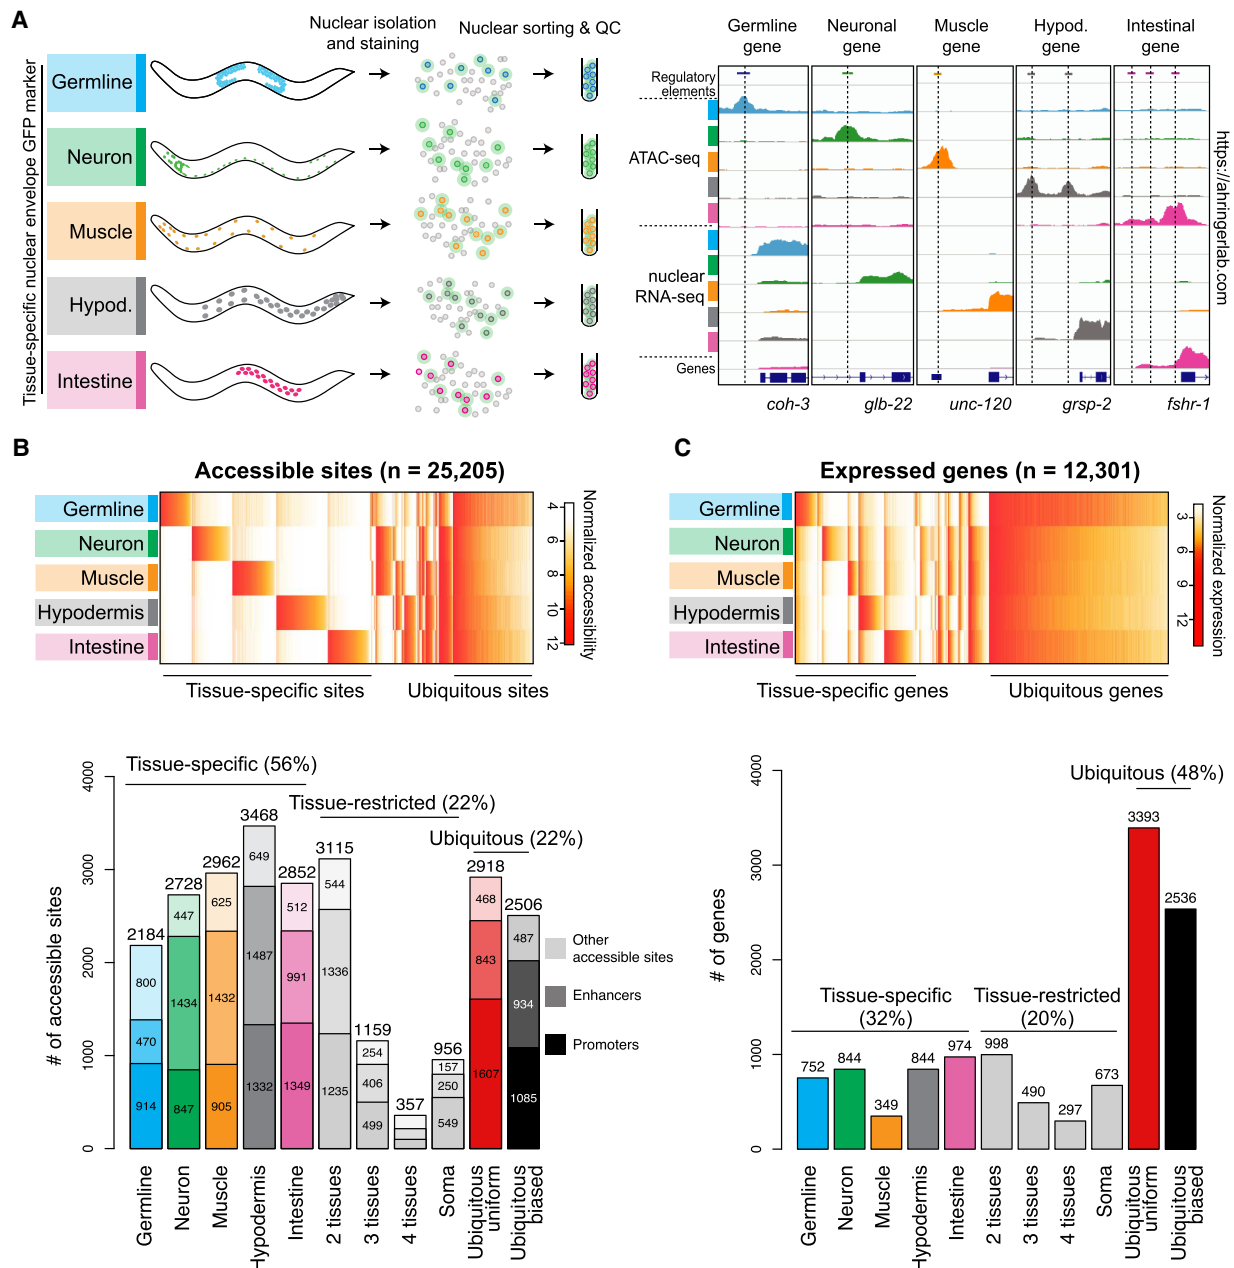 A
Tissue-specific nuclear envelope GFP marker
Nuclear isolation
and staining
Nuclear sorting & QC
Germline
Neuron
Muscle
Hypod.
Intestine
Germline
gene
Neuronal
gene
Muscle
gene
Hypod.
gene
Intestinal
gene
Regulatory
elements
ATAC-seq
nuclear
RNA-seq
Genes
coh-3
glb-22
unc-120
grsp-2
fshr-1
https://ahringerlab.com
B
Accessible sites (n = 25,205)
Germline
Neuron
Muscle
Hypodermis
Intestine
4
6
8
10
12
Normalized accessibility
Tissue-specific sites
Ubiquitous sites
C
Expressed genes (n = 12,301)
Germline
Neuron
Muscle
Hypodermis
Intestine
3
6
9
12
Normalized expression
Tissue-specific genes
Ubiquitous genes
# of accessible sites
4000
3000
2000
1000
0
Tissue-specific (56%)
Tissue-restricted (22%)
Ubiquitous (22%)
2184
800
470
914
2728
447
1434
847
2962
625
1432
905
3468
649
1487
1332
2852
512
991
1349
3115
544
1336
1235
1159
254
406
499
357
956
157
250
549
2918
468
843
1607
2506
487
934
1085
Other
accessible sites
Enhancers
Promoters
Germline
Neuron
Muscle
Hypodermis
Intestine
2 tissues
3 tissues
4 tissues
Soma
Ubiquitous
uniform
Ubiquitous
biased
# of genes
4000
3000
2000
1000
0
Tissue-specific
(32%)
Tissue-restricted
(20%)
Ubiquitous (48%)
752
844
349
844
974
998
490
297
673
3393
2536
Germline
Neuron
Muscle
Hypodermis
Intestine
2 tissues
3 tissues
4 tissues
Soma
Ubiquitous
uniform
Ubiquitous
biased